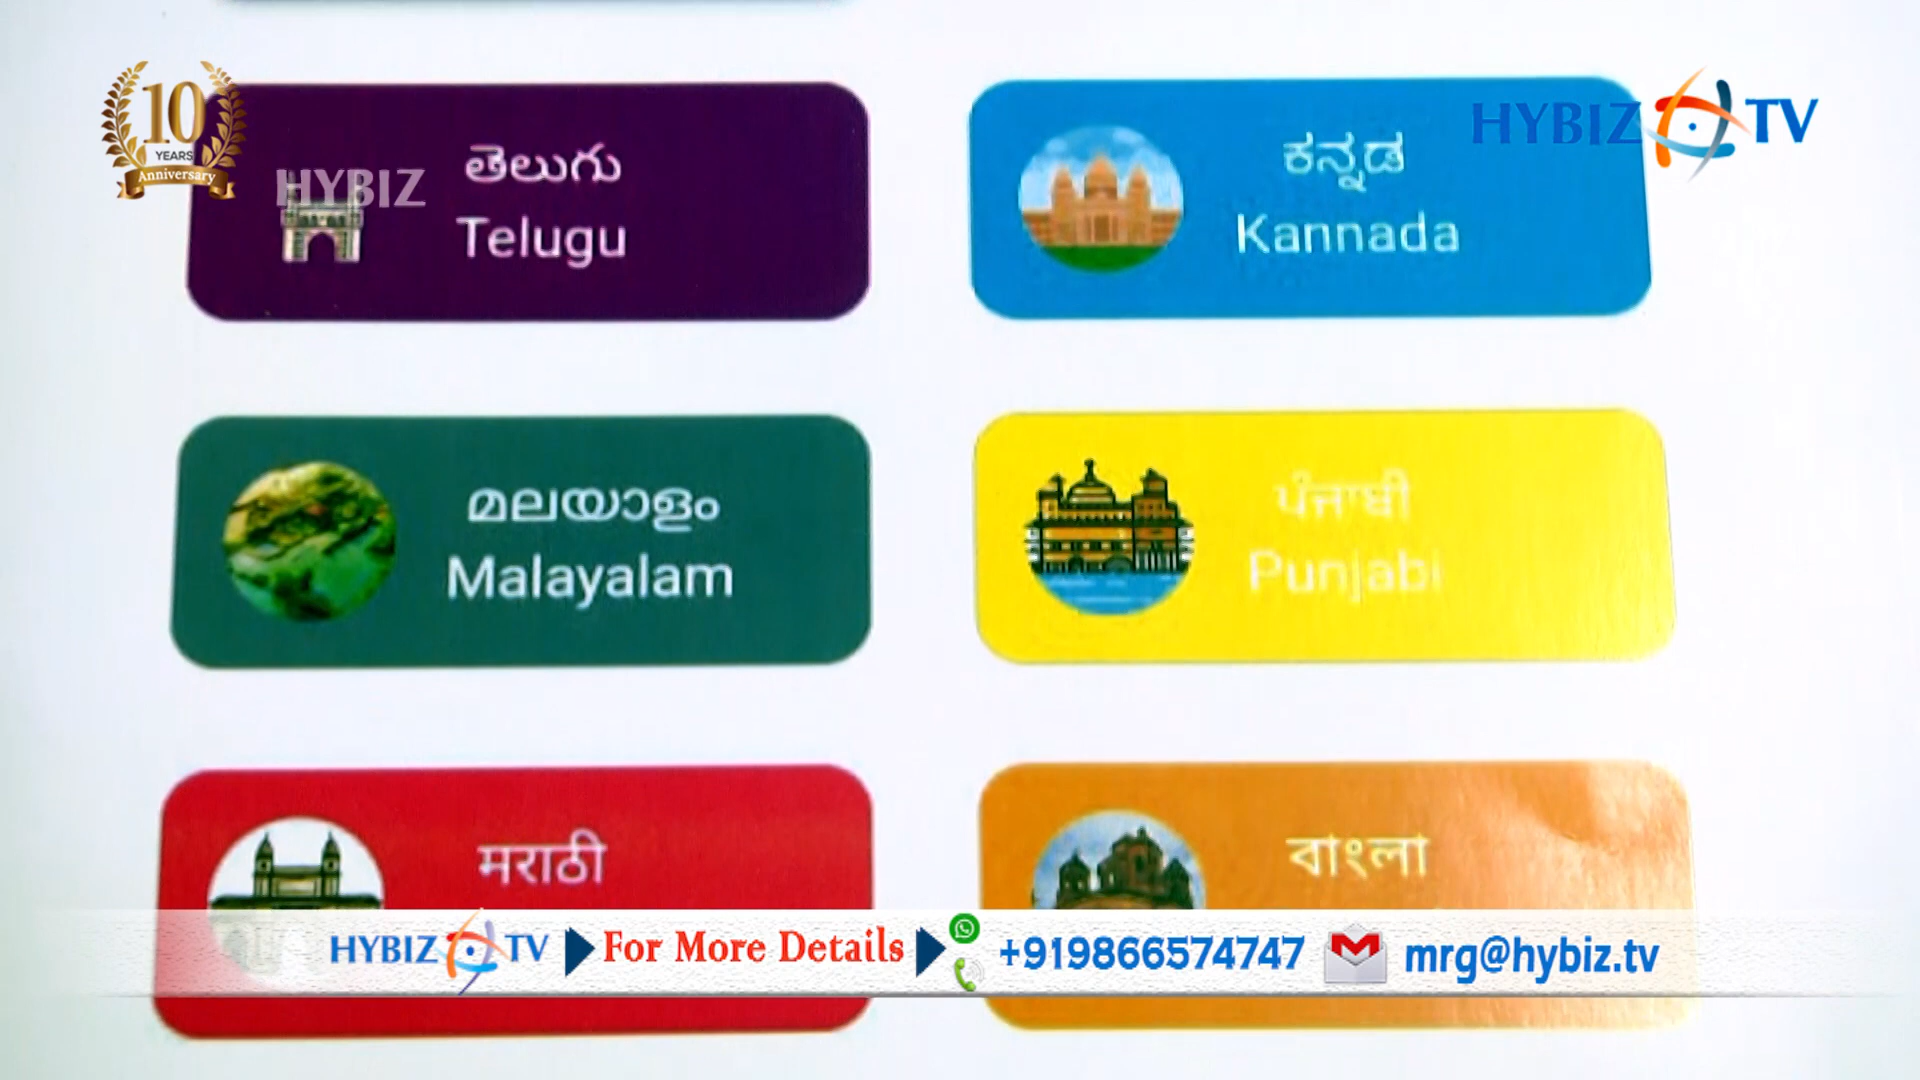 10
YEARS
Anniversary
HYBIZ
HYBIZ TV
తెలుగు
Telugu
ಕನ್ನಡ
Kannada
മലയാളം
Malayalam
ਪੰਜਾਬੀ
Punjabi
मराठी
বাংলা
HYBIZ TV For More Details +919866574747 mrg@hybiz.tv